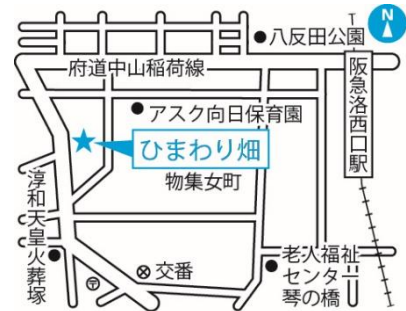 N
八反田公園
府道中山稲荷線
阪急洛西口駅
アスク向日保育園
ひまわり畑
物集女町
淳和
天皇火葬塚
交番
老人福祉
センター
琴の橋